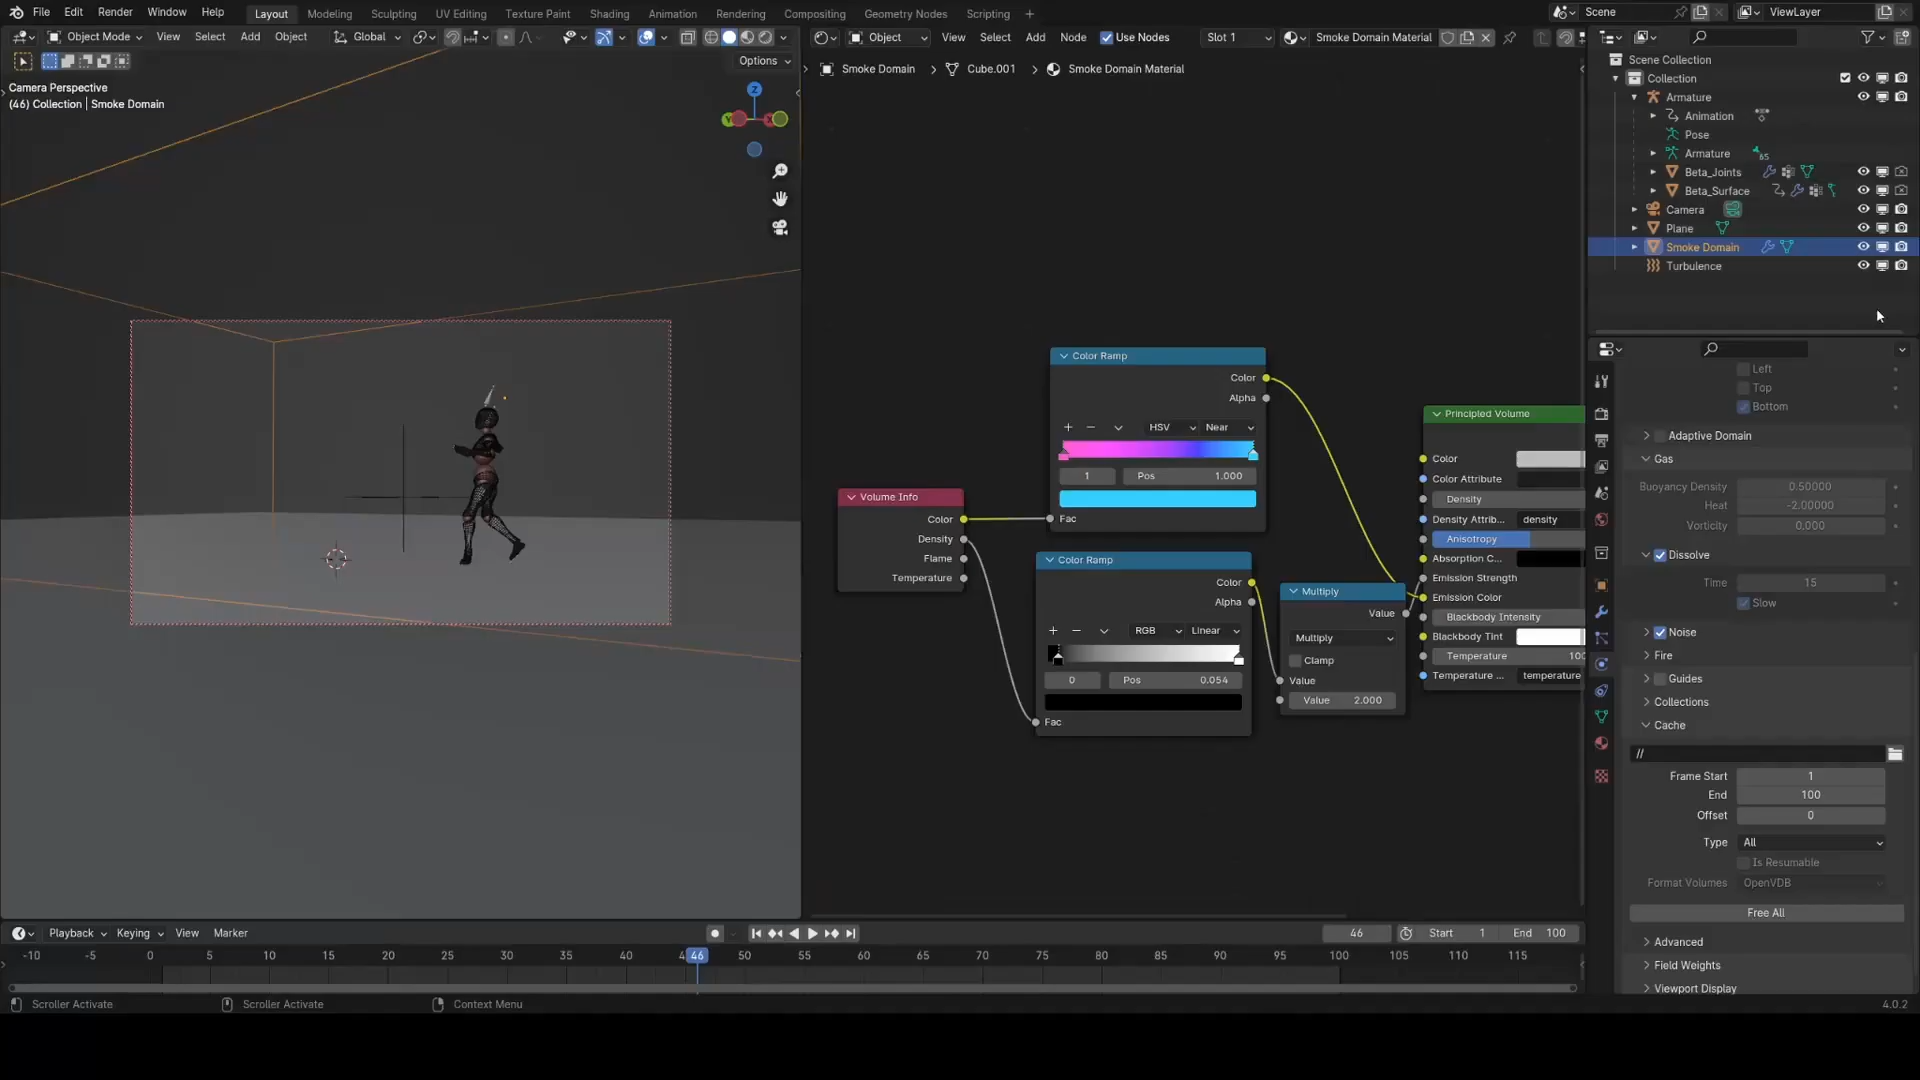 File Edit Render Window Help Layout Modeling Sculpting UV Editing Texture Paint Shading Animation Rendering Compositing Geometry Nodes Scripting Scene ViewLayer
Object Mode View Select Add Object Global Object View Select Add Node Use Nodes Slot 1 Smoke Domain Material
Options
Smoke Domain Cube.001 Smoke Domain Material
Camera Perspective
(46) Collection | Smoke Domain
Z
Y
X
Scene Collection
Collection
Armature
Animation
Pose
Armature 65
Beta_Joints
Beta_Surface
Camera
Plane
Smoke Domain
Turbulence
Color Ramp
Color
Alpha
HSV Near
1 Pos 1.000
Fac
Volume Info
Color
Density
Flame
Temperature
Color Ramp
Color
Alpha
RGB Linear
0 Pos 0.054
Fac
Multiply
Value
Multiply
Clamp
Value
Value 2.000
Principled Volume
Color
Color Attribute
Density
Density Attrib... density
Anisotropy
Absorption C...
Emission Strength
Emission Color
Blackbody Intensity
Blackbody Tint
Temperature 100
Temperature ... temperature
Left
Top
Bottom
Adaptive Domain
Gas
Buoyancy Density 0.50000
Heat -2.00000
Vorticity 0.000
Dissolve
Time 15
Slow
Noise
Fire
Guides
Collections
Cache
//
Frame Start 1
End 100
Offset 0
Type All
Is Resumable
Format Volumes OpenVDB
Free All
Advanced
Field Weights
Viewport Display
Playback Keying View Marker 46 Start 1 End 100
-10 -5 0 5 10 15 20 25 30 35 40 4 46 50 55 60 65 70 75 80 85 90 95 100 105 110 115
Scroller Activate Scroller Activate Context Menu 4.0.2